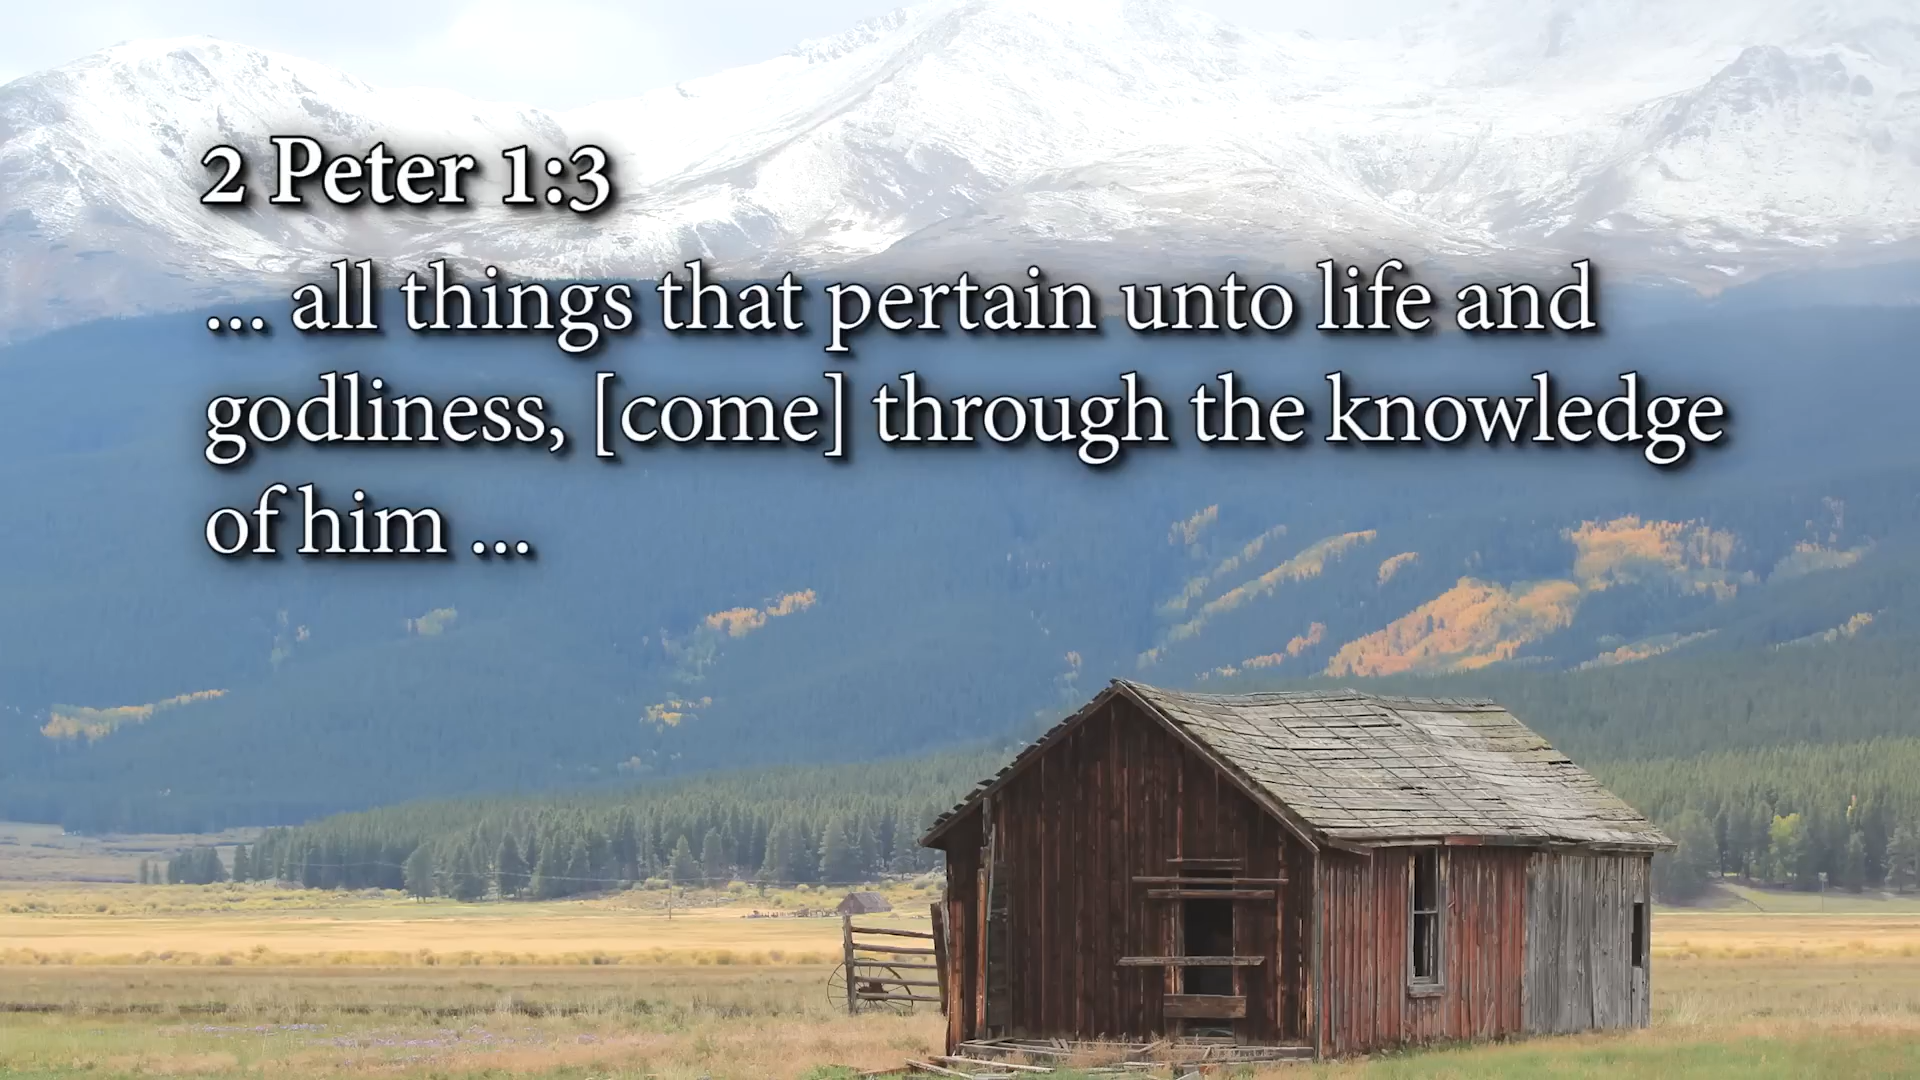 2 Peter 1:3
... all things that pertain unto life and
godliness, [come] through the knowledge
of him ...